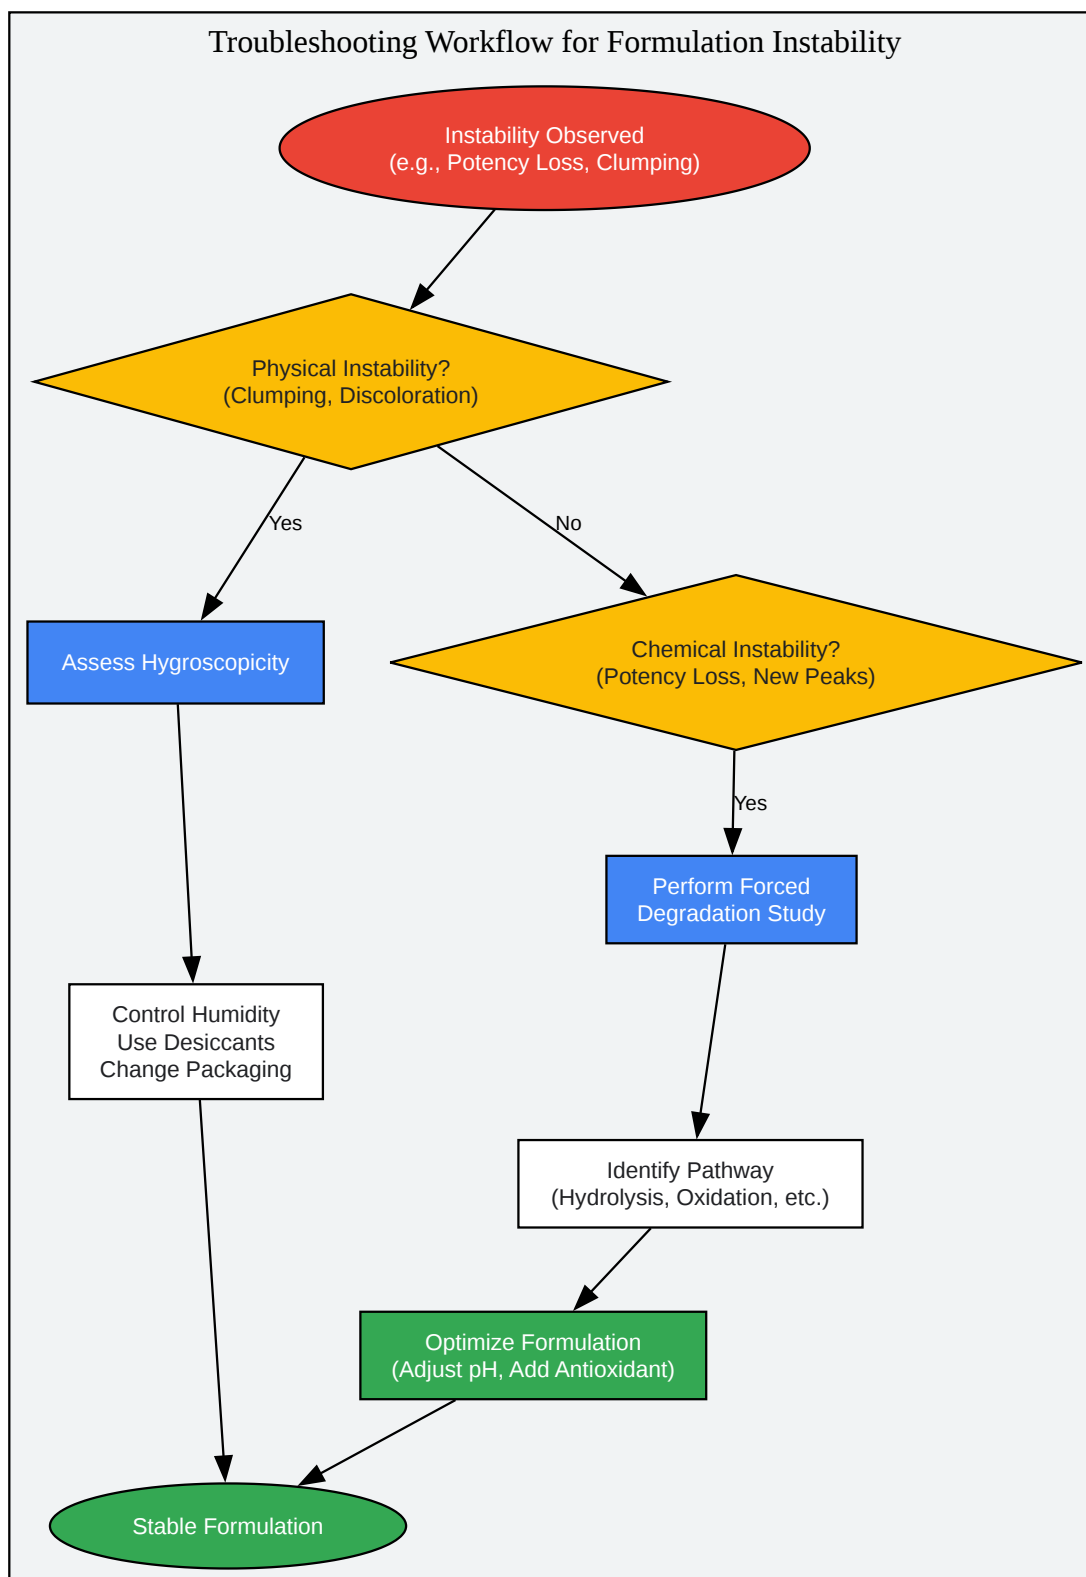 Troubleshooting Workflow for Formulation Instability
Instability Observed
(e.g., Potency Loss, Clumping)
Physical Instability?
(Clumping, Discoloration)
Yes
No
Assess Hygroscopicity
Chemical Instability?
(Potency Loss, New Peaks)
Yes
Perform Forced
Degradation Study
Control Humidity
Use Desiccants
Change Packaging
Identify Pathway
(Hydrolysis, Oxidation, etc.)
Optimize Formulation
(Adjust pH, Add Antioxidant)
Stable Formulation